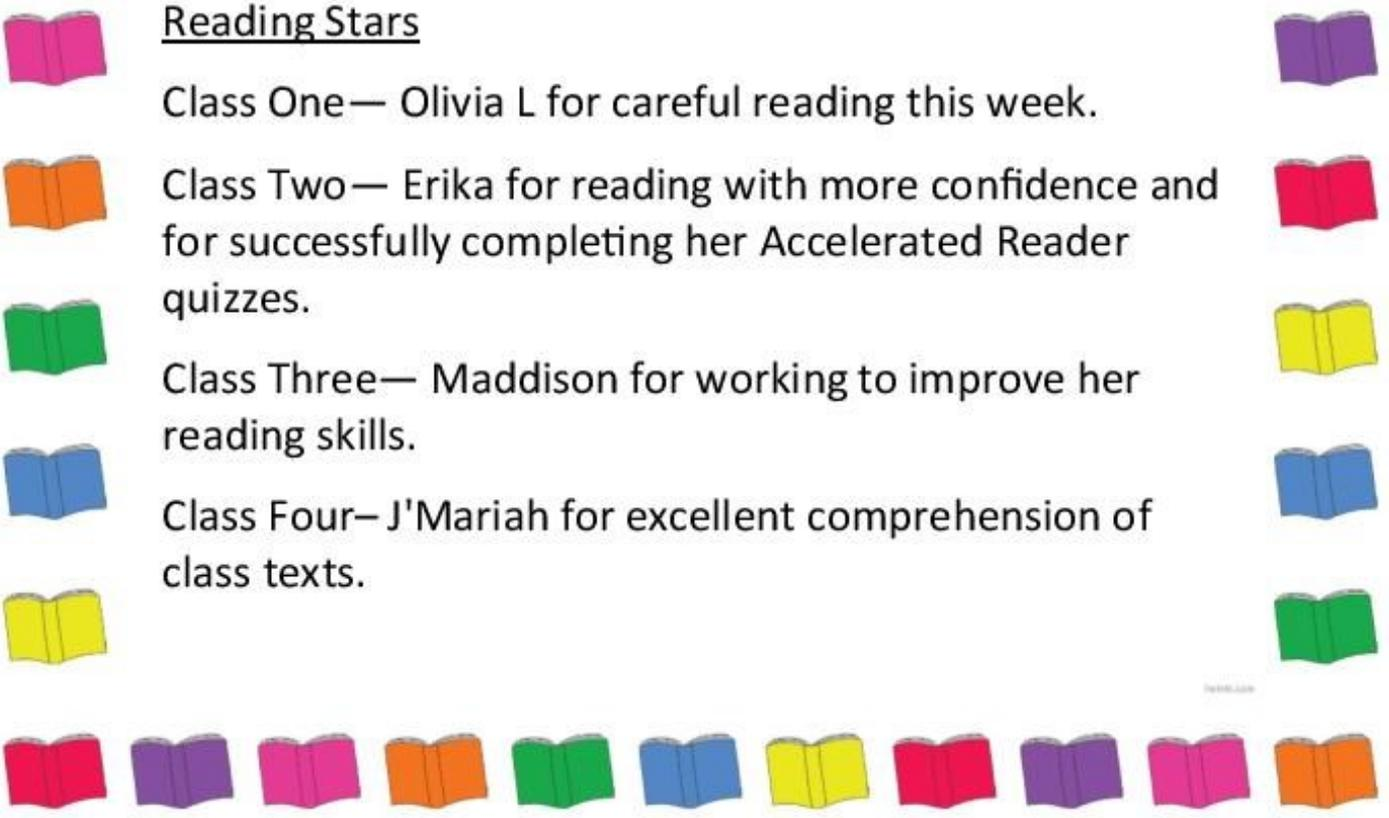 Reading Stars
Class One— Olivia L for careful reading this week.
Class Two— Erika for reading with more confidence and
for successfully completing her Accelerated Reader
quizzes.
Class Three— Maddison for working to improve her
reading skills.
Class Four– J'Mariah for excellent comprehension of
class texts.